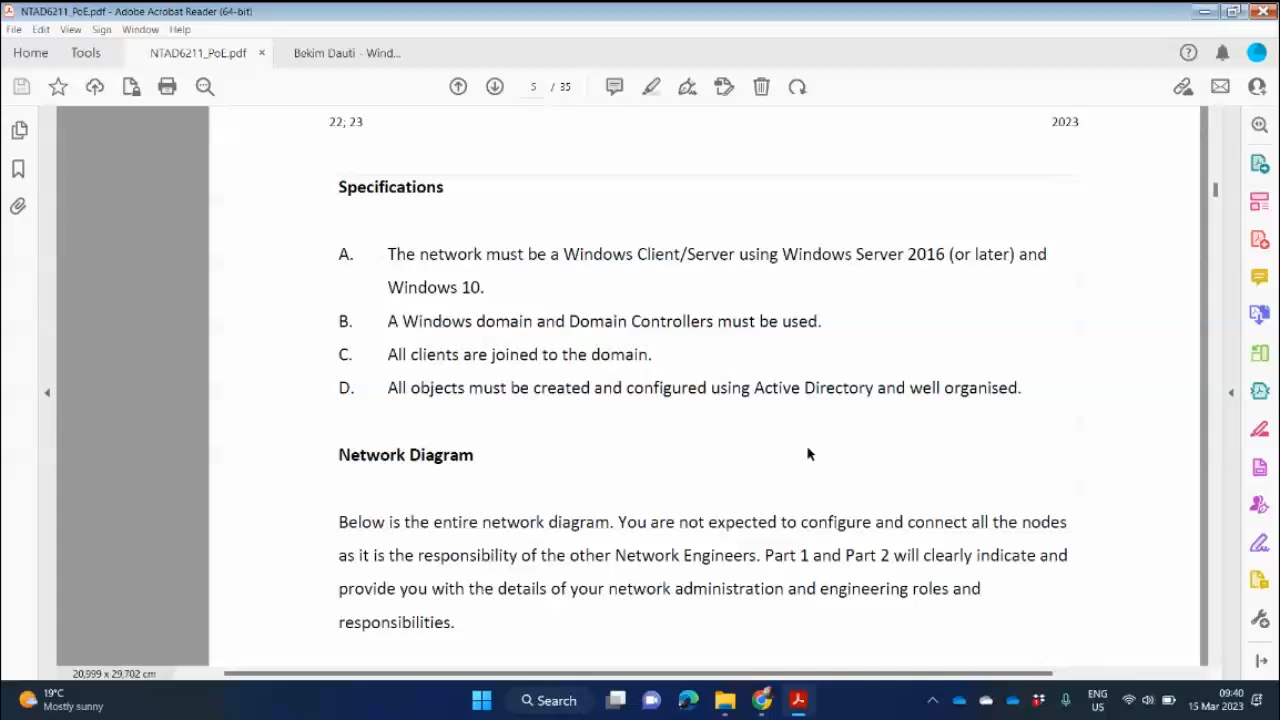 NTAD6211_PoE.pdf - Adobe Acrobat Reader (64-bit)
File Edit View Sign Window Help
Home Tools NTAD6211_PoE.pdf × Bekim Dauti - Wind...
5 / 35
22; 23 2023
Specifications
A. The network must be a Windows Client/Server using Windows Server 2016 (or later) and
Windows 10.
B. A Windows domain and Domain Controllers must be used.
C. All clients are joined to the domain.
D. All objects must be created and configured using Active Directory and well organised.
Network Diagram
Below is the entire network diagram. You are not expected to configure and connect all the nodes
as it is the responsibility of the other Network Engineers. Part 1 and Part 2 will clearly indicate and
provide you with the details of your network administration and engineering roles and
responsibilities.
20,999 x 29,702 cm
19°C
Mostly sunny
Search
ENG
US
09:40
15 Mar 2023